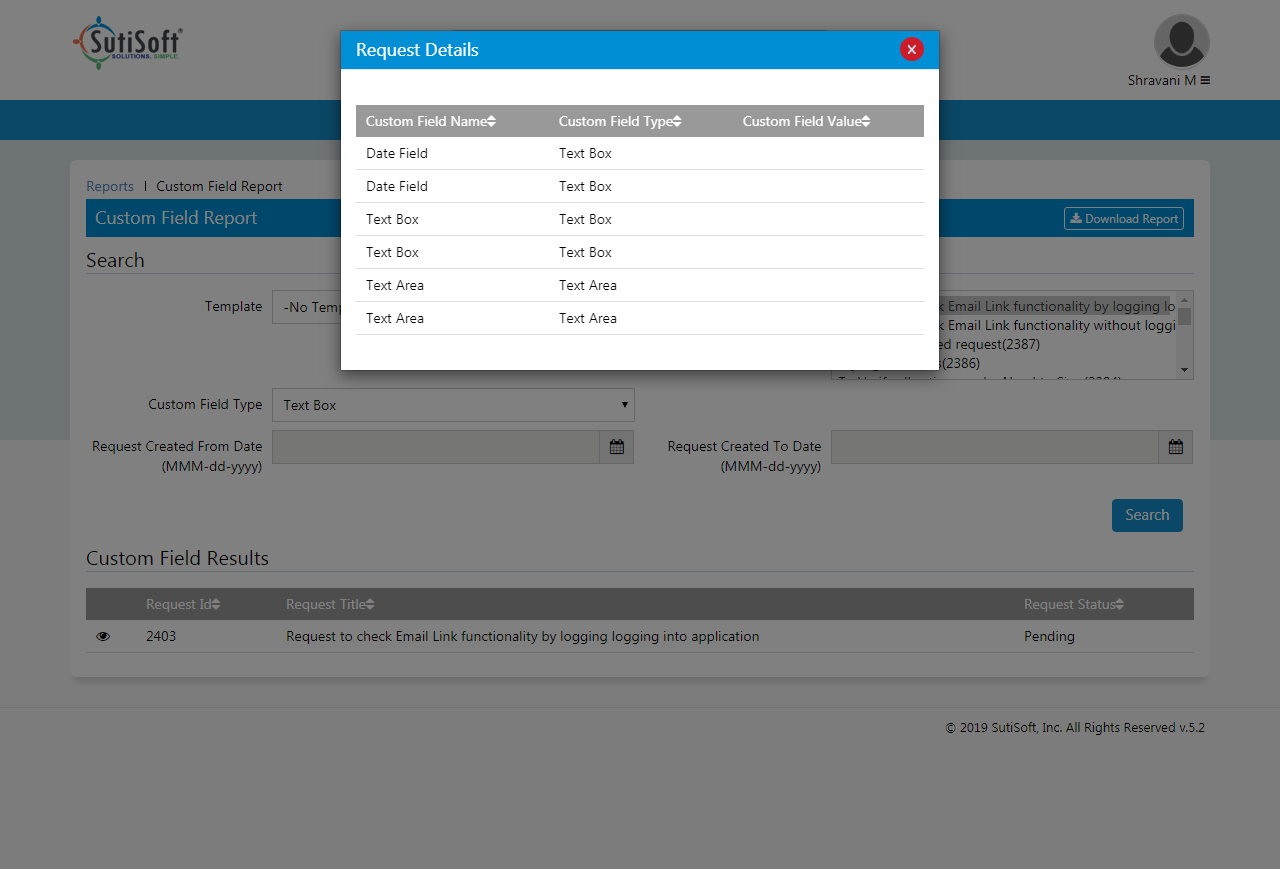 SutiSoft
SOLUTIONS. SIMPLE.
Shravani M
Request Details
Custom Field Name Custom Field Type Custom Field Value
Date Field Text Box
Date Field Text Box
Text Box Text Box
Text Box Text Box
Text Area Text Area
Text Area Text Area
Reports | Custom Field Report
Custom Field Report Download Report
Search
Template -No Temp
k Email Link functionality by logging lo
k Email Link functionality without loggi
ed request(2387)
(2386)
Custom Field Type Text Box
Request Created From Date Request Created To Date
(MMM-dd-yyyy) (MMM-dd-yyyy)
Search
Custom Field Results
Request Id Request Title Request Status
2403 Request to check Email Link functionality by logging logging into application Pending
© 2019 SutiSoft, Inc. All Rights Reserved v.5.2